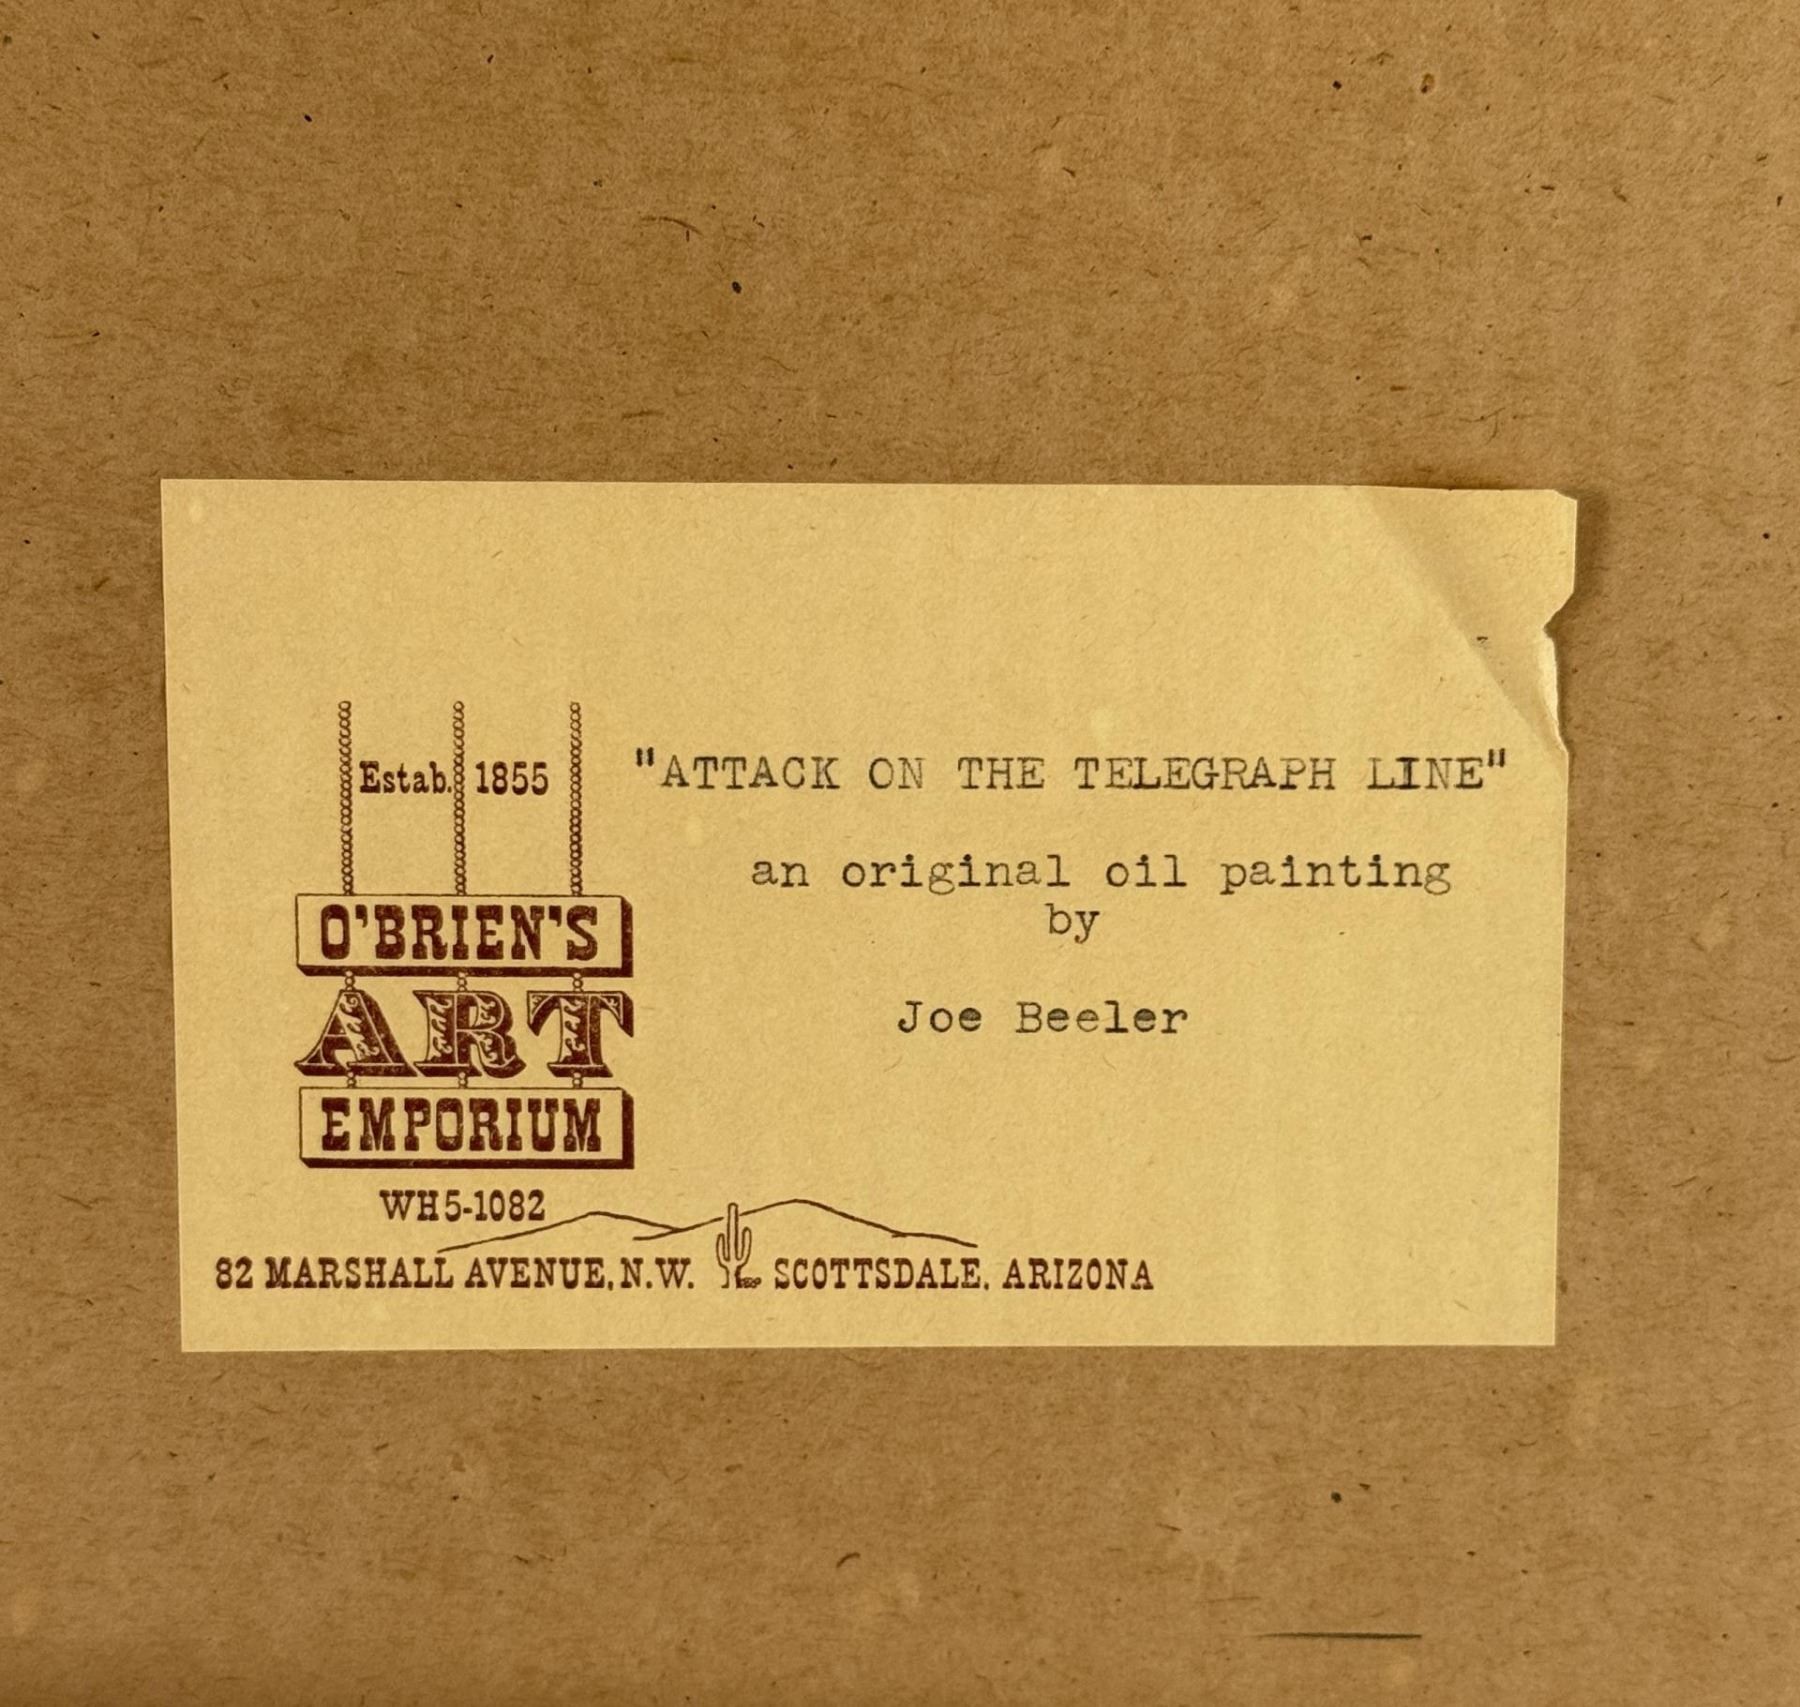 Estab. 1855
O'BRIEN'S
ART
EMPORIUM
WH5-1082
82 MARSHALL AVENUE, N.W. SCOTTSDALE, ARIZONA
"ATTACK ON THE TELEGRAPH LINE"
an original oil painting
by
Joe Beeler